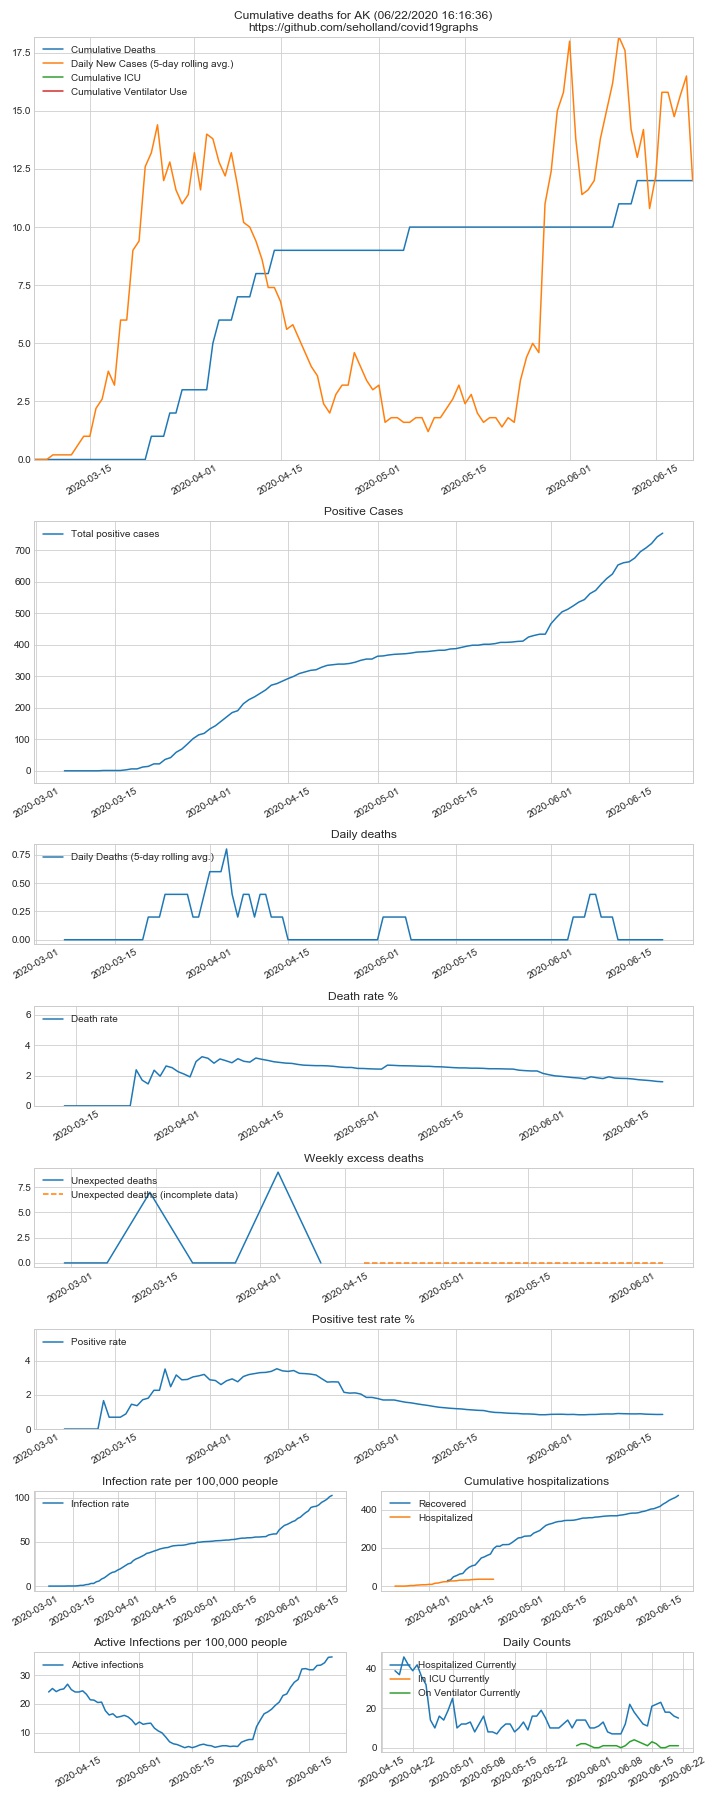 Cumulative deaths for AK (06/22/2020 16:16:36)
https://github.com/seholland/covid19graphs
Cumulative Deaths
Daily New Cases (5-day rolling avg.)
Cumulative ICU
Cumulative Ventilator Use
17.5
15.0
12.5
10.0
7.5
5.0
2.5
0.0
2020-03-15 2020-04-01 2020-04-15 2020-05-01 2020-05-15 2020-06-01 2020-06-15
Positive Cases
Total positive cases
700
600
500
400
300
200
100
0
2020-03-01 2020-03-15 2020-04-01 2020-04-15 2020-05-01 2020-05-15 2020-06-01 2020-06-15
Daily deaths
Daily Deaths (5-day rolling avg.)
0.75
0.50
0.25
0.00
2020-03-01 2020-03-15 2020-04-01 2020-04-15 2020-05-01 2020-05-15 2020-06-01 2020-06-15
Death rate %
Death rate
6
4
2
0
2020-03-15 2020-04-01 2020-04-15 2020-05-01 2020-05-15 2020-06-01 2020-06-15
Weekly excess deaths
Unexpected deaths
Unexpected deaths (incomplete data)
7.5
5.0
2.5
0.0
2020-03-01 2020-03-15 2020-04-01 2020-04-15 2020-05-01 2020-05-15 2020-06-01
Positive test rate %
Positive rate
4
2
0
2020-03-01 2020-03-15 2020-04-01 2020-04-15 2020-05-01 2020-05-15 2020-06-01 2020-06-15
Infection rate per 100,000 people
Infection rate
100
50
0
2020-03-01 2020-03-15 2020-04-01 2020-04-15 2020-05-01 2020-05-15 2020-06-01 2020-06-15
Cumulative hospitalizations
Recovered
Hospitalized
400
200
0
2020-04-01 2020-04-15 2020-05-01 2020-05-15 2020-06-01 2020-06-15
Active Infections per 100,000 people
Active infections
30
20
10
2020-04-15 2020-05-01 2020-05-15 2020-06-01 2020-06-15
Daily Counts
Hospitalized Currently
In ICU Currently
On Ventilator Currently
40
20
0
2020-04-15 2020-04-22 2020-05-01 2020-05-08 2020-05-15 2020-05-22 2020-06-01 2020-06-08 2020-06-15 2020-06-22